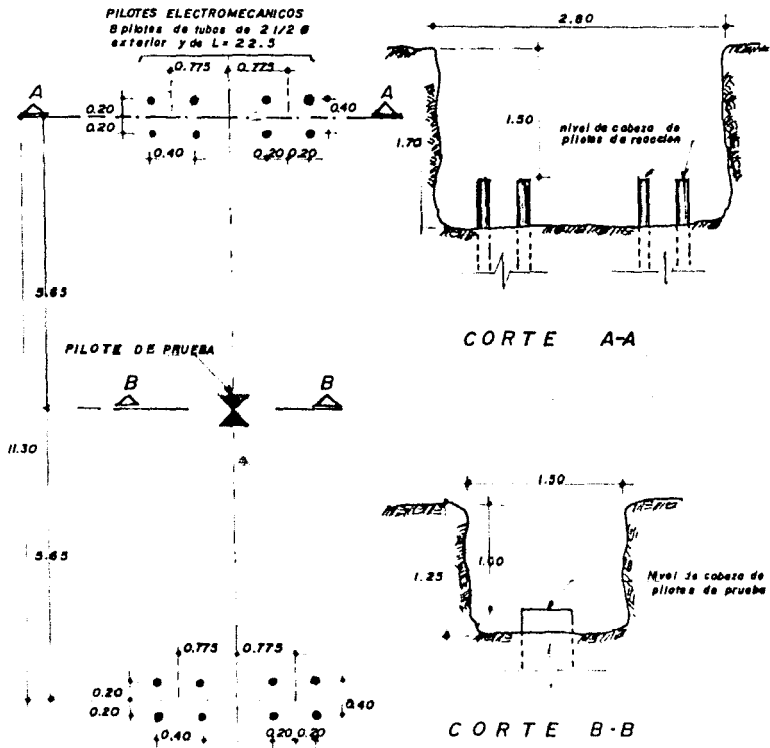 PILOTES ELECTROMECANICOS
8 pilotes de tubos de 2 1/2 Ø
exterior y de L= 22.5
0.775 0.775
A A
0.20
0.20
0.40
0.40
0.20 0.20
5.65
PILOTE DE PRUEBA
B B
11.30
5.65
0.775 0.775
0.20
0.20
0.40
0.40
0.20 0.20
2.80
1.50
1.70
nivel de cabeza de
pilotes de reacción
CORTE A-A
1.50
1.00
1.25
Nivel de cabeza de
pilotes de prueba
CORTE B-B